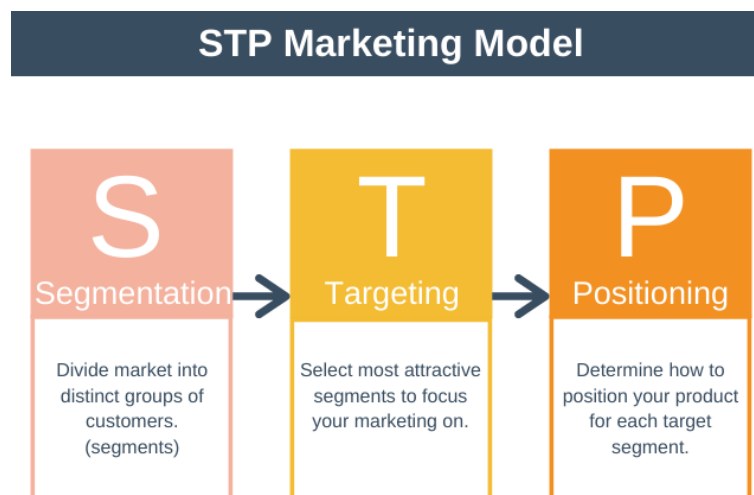 STP Marketing Model
S
Segmentation
Divide market into
distinct groups of
customers.
(segments)
T
Targeting
Select most attractive
segments to focus
your marketing on.
P
Positioning
Determine how to
position your product
for each target
segment.